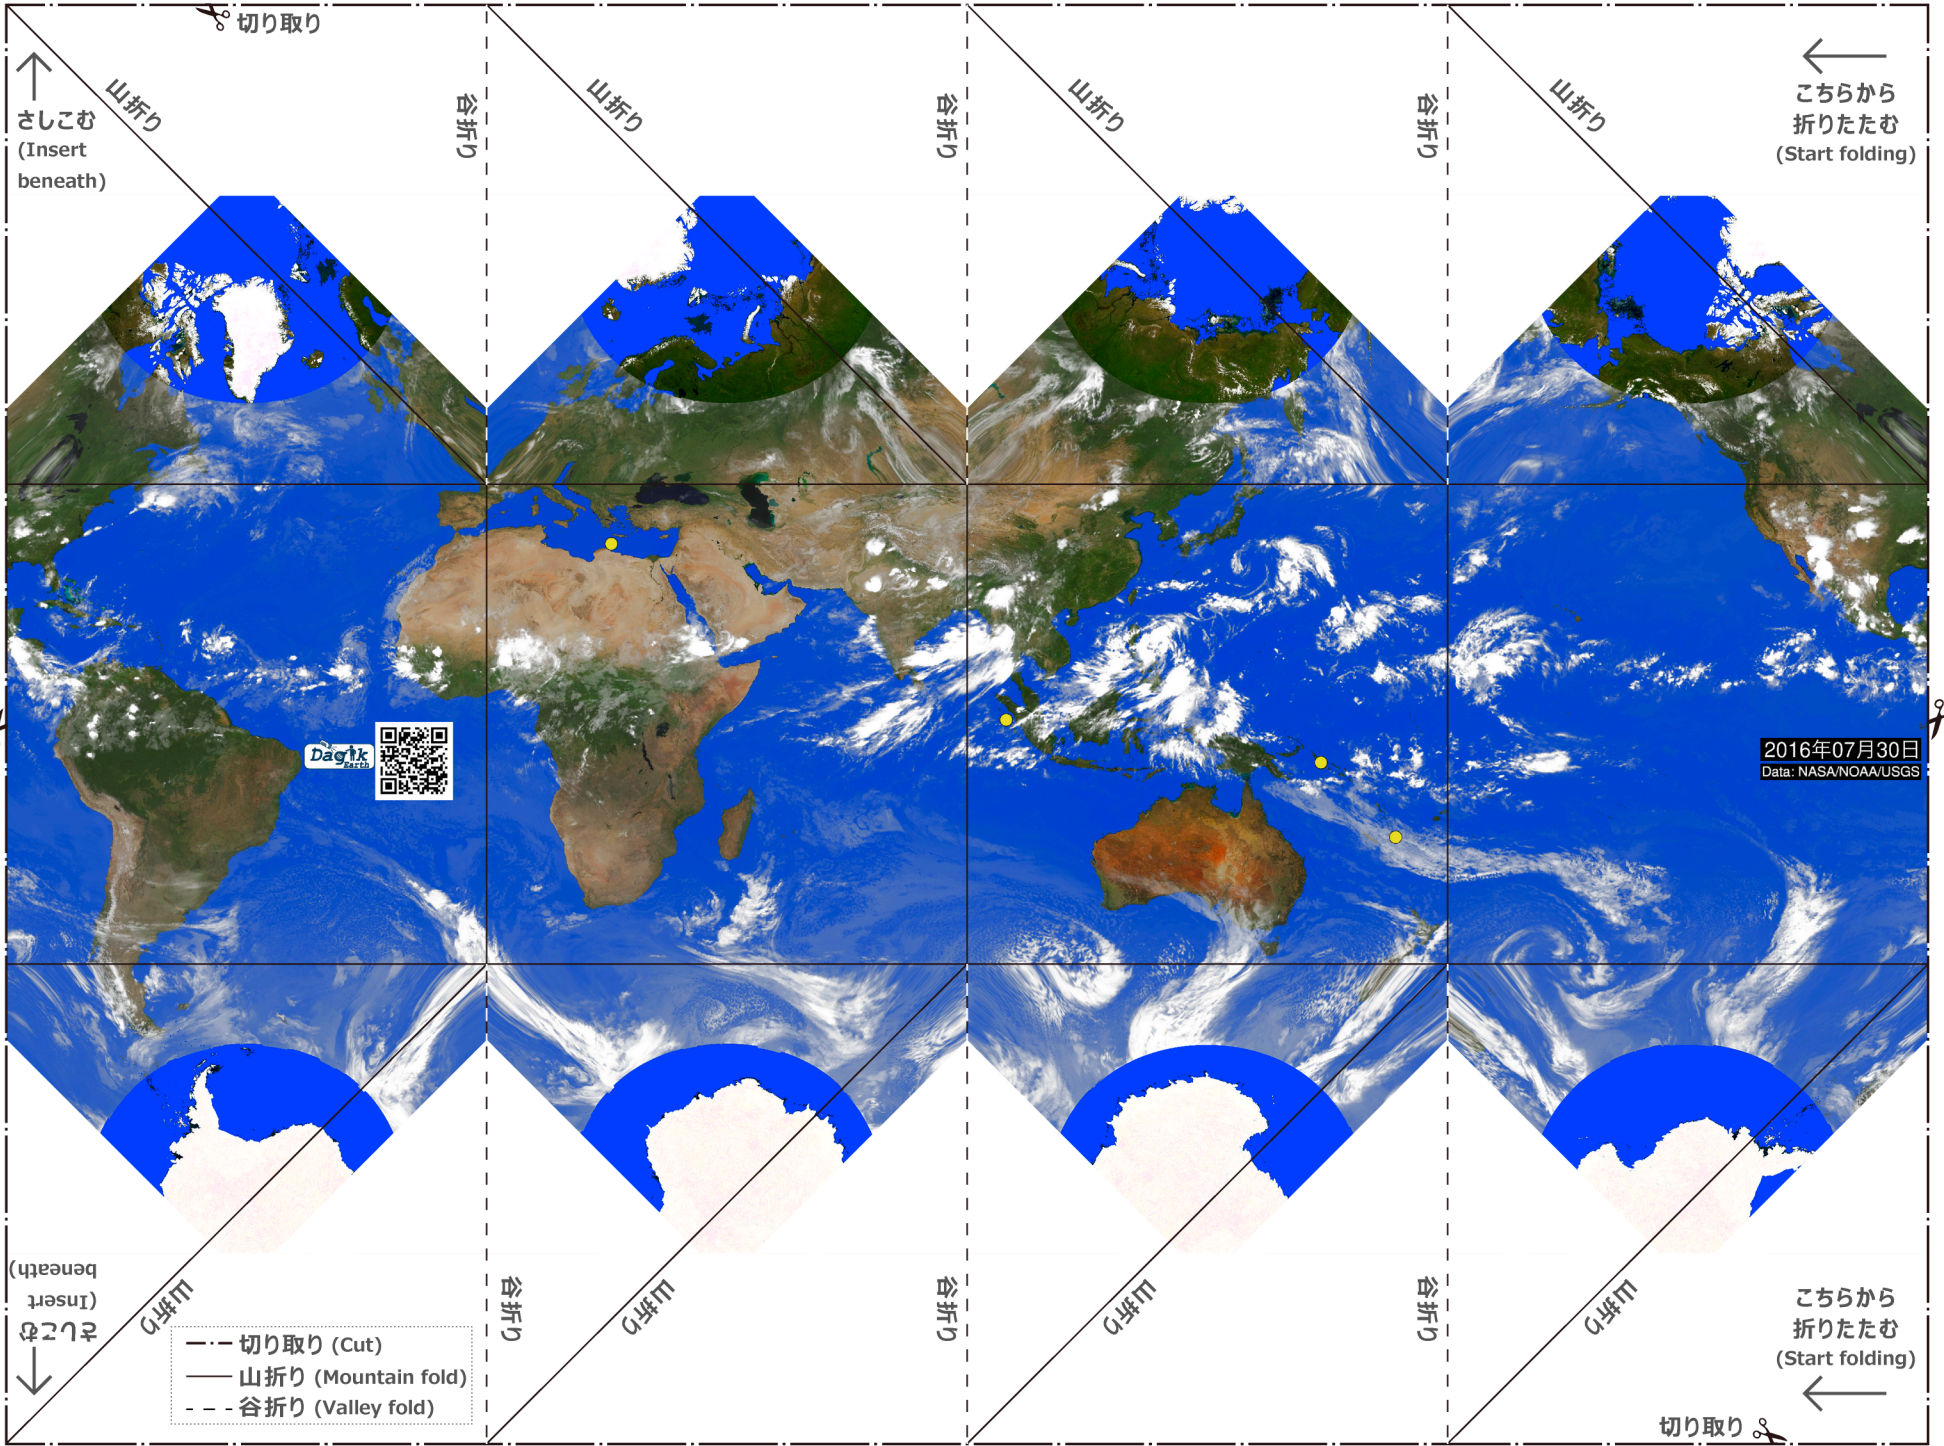 切り取り
さしこむ
(Insert
beneath)
山折り
谷折り
山折り
谷折り
山折り
谷折り
山折り
こちらから
折りたたむ
(Start folding)
Dagik
Earth
2016年07月30日
Data: NASA/NOAA/USGS
さしこむ
(Insert
beneath)
山折り
谷折り
山折り
谷折り
山折り
谷折り
山折り
こちらから
折りたたむ
(Start folding)
切り取り (Cut)
山折り (Mountain fold)
谷折り (Valley fold)
切り取り